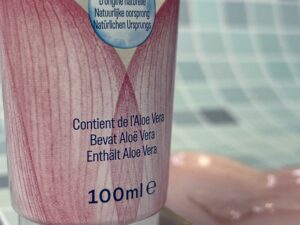 D'origine naturelle
Natuurlijke oorsprong
Natürlichen Ursprungs
Contient de l'Aloe Vera
Bevat Aloë Vera
Enthält Aloe Vera
100ml e